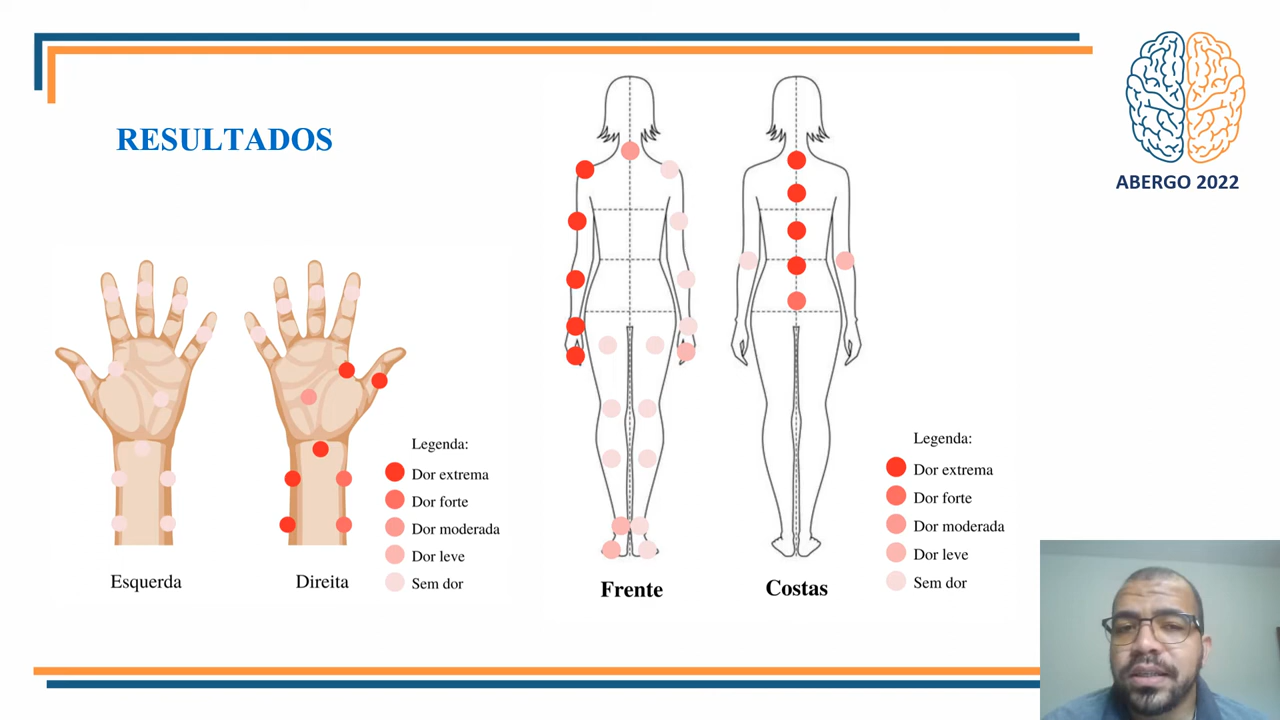 RESULTADOS
ABERGO 2022
Legenda:
Dor extrema
Dor forte
Dor moderada
Dor leve
Sem dor
Esquerda
Direita
Legenda:
Dor extrema
Dor forte
Dor moderada
Dor leve
Sem dor
Frente
Costas